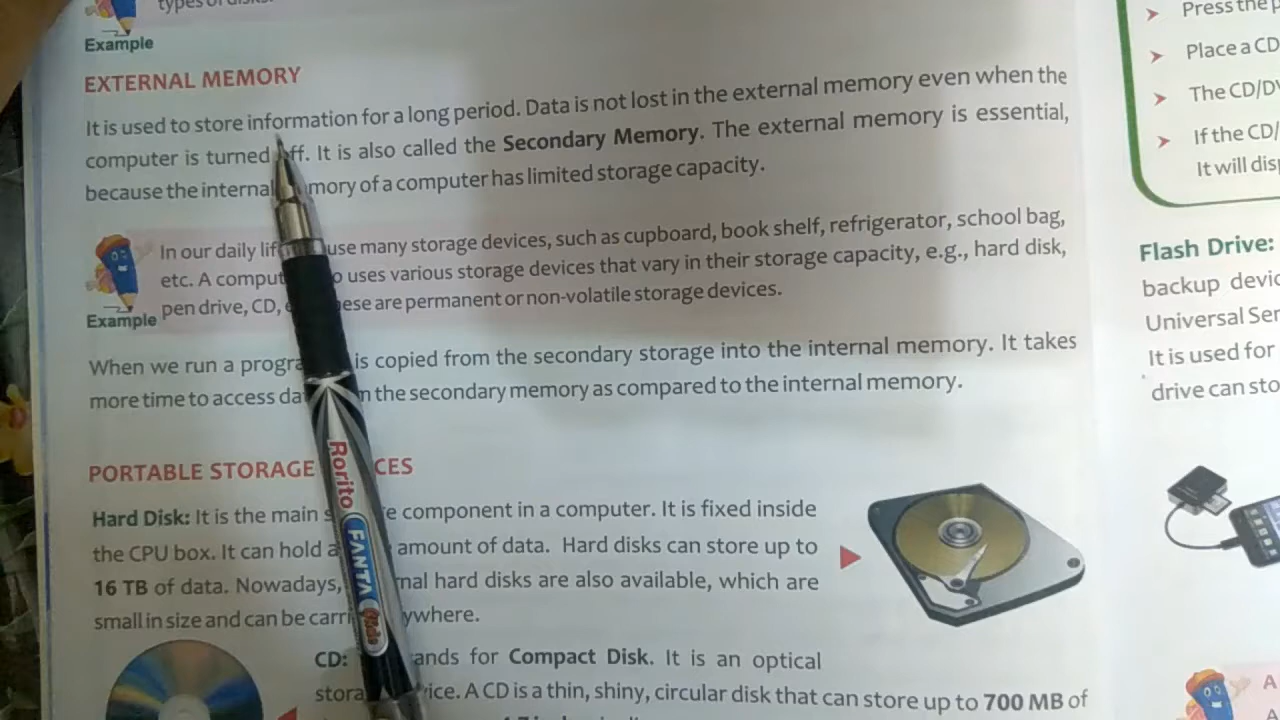 types of disks.
Example
EXTERNAL MEMORY
It is used to store information for a long period. Data is not lost in the external memory even when the
computer is turned off. It is also called the Secondary Memory. The external memory is essential,
because the internal mory of a computer has limited storage capacity.
In our daily lif use many storage devices, such as cupboard, book shelf, refrigerator, school bag,
etc. A comput o uses various storage devices that vary in their storage capacity, e.g., hard disk,
pen drive, CD, ese are permanent or non-volatile storage devices.
Example
When we run a progra is copied from the secondary storage into the internal memory. It takes
more time to access da m the secondary memory as compared to the internal memory.
PORTABLE STORAGE CES
Hard Disk: It is the main s e component in a computer. It is fixed inside
the CPU box. It can hold a amount of data. Hard disks can store up to
16 TB of data. Nowadays, nal hard disks are also available, which are
small in size and can be carri ywhere.
CD: ands for Compact Disk. It is an optical
stora vice. A CD is a thin, shiny, circular disk that can store up to 700 MB of
Rorito
FANTA
Press the p
Place a CD
The CD/DV
If the CD/
It will disp
Flash Drive:
backup devic
Universal Ser
It is used for
drive can sto
A
A